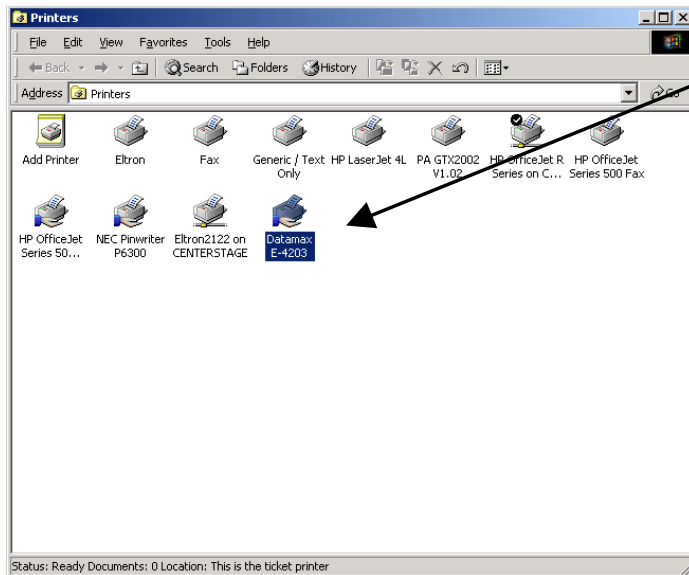 Printers
File Edit View Favorites Tools Help
Back Search Folders History
Address Printers Go
Add Printer Eltron Fax Generic / Text Only HP LaserJet 4L PA GTX2002 V1.02 HP OfficeJet R Series on C... HP OfficeJet Series 500 Fax
HP OfficeJet Series 50... NEC Pinwriter P6300 Eltron2122 on CENTERSTAGE Datamax E-4203
Status: Ready Documents: 0 Location: This is the ticket printer